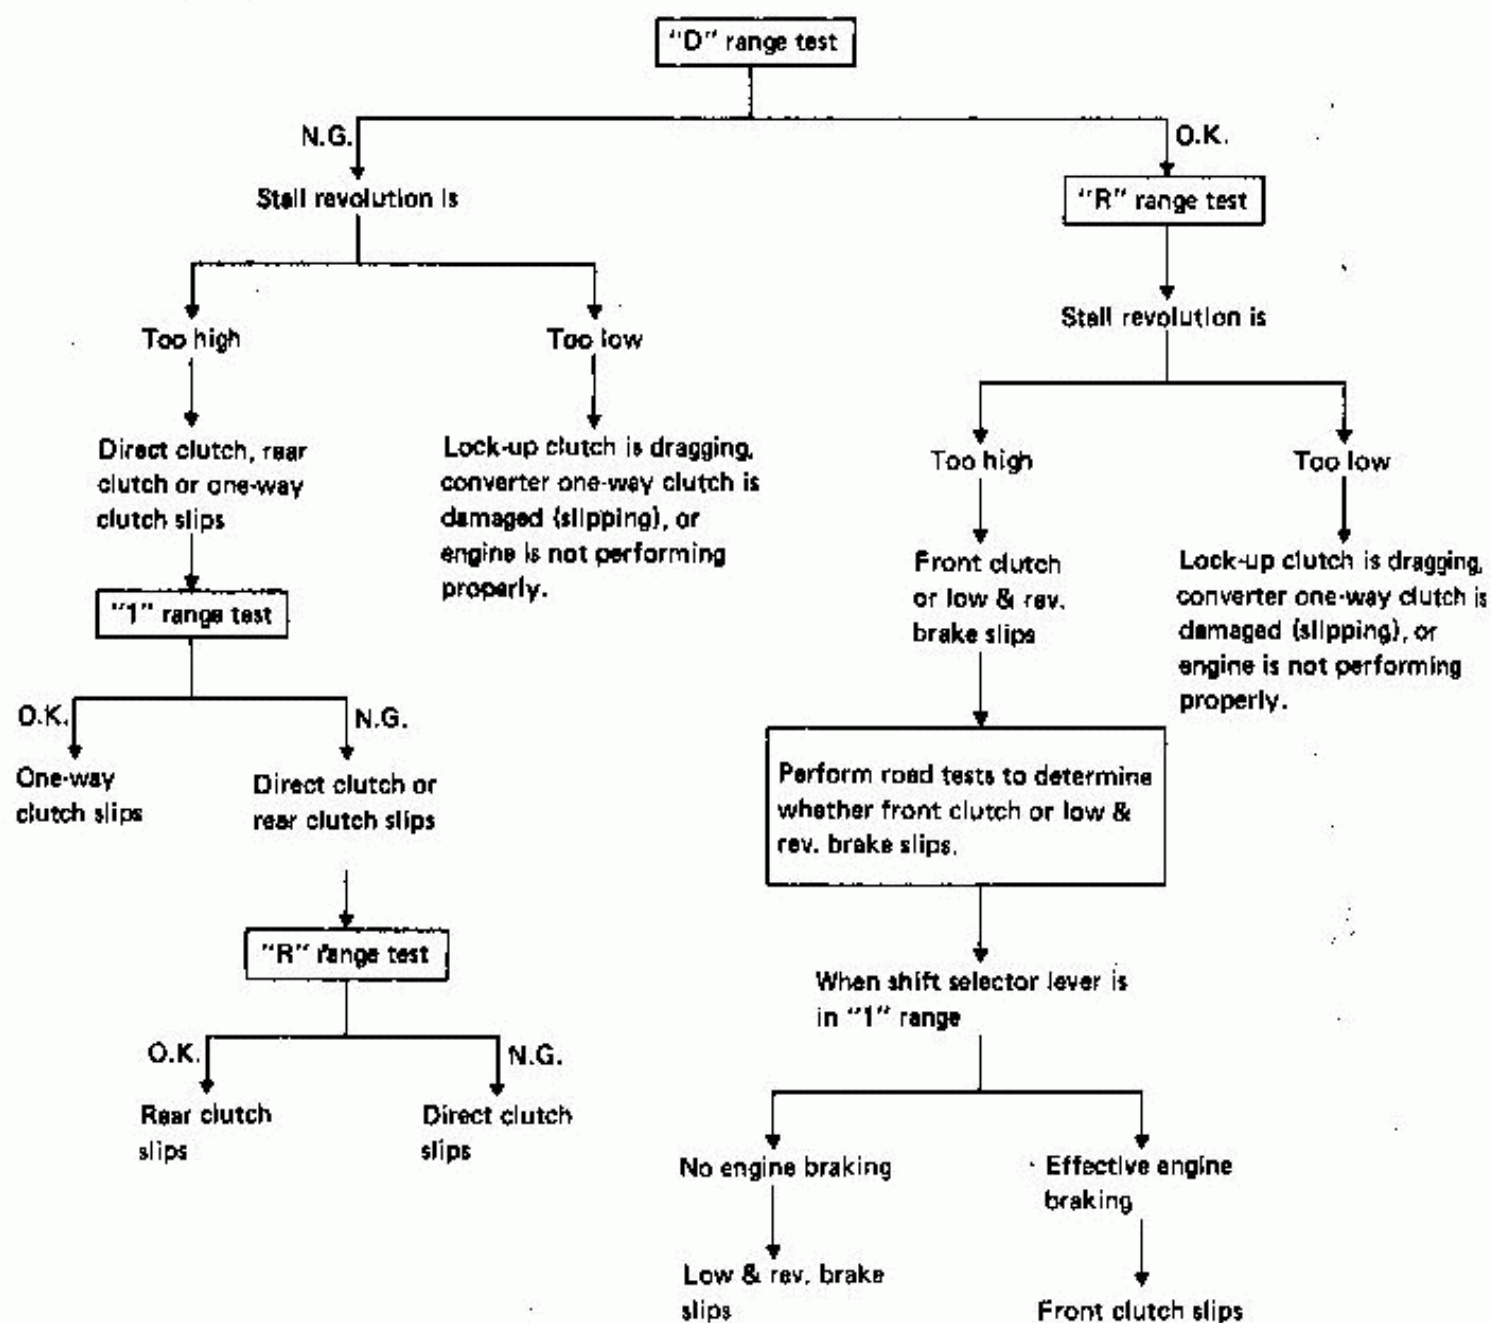 "D" range test
N.G.
O.K.
Stall revolution is
"R" range test
Stall revolution is
Too high
Too low
Direct clutch, rear
clutch or one-way
clutch slips
Lock-up clutch is dragging,
converter one-way clutch is
damaged (slipping), or
engine is not performing
properly.
Too high
Too low
Front clutch
or low & rev.
brake slips
Lock-up clutch is dragging,
converter one-way clutch is
damaged (slipping), or
engine is not performing
properly.
"1" range test
O.K.
N.G.
One-way
clutch slips
Direct clutch or
rear clutch slips
Perform road tests to determine
whether front clutch or low &
rev. brake slips.
"R" range test
O.K.
N.G.
Rear clutch
slips
Direct clutch
slips
When shift selector lever is
in "1" range
No engine braking
Effective engine
braking
Low & rev. brake
slips
Front clutch slips